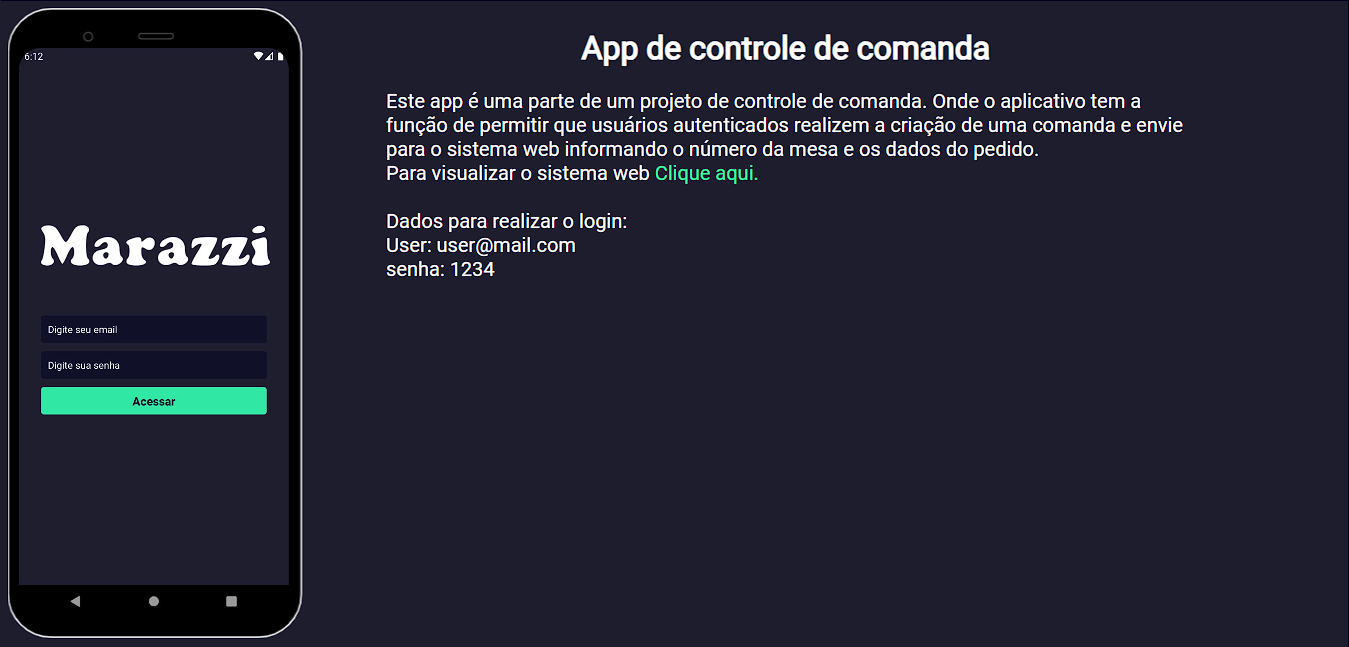 6:12
Marazzi
Digite seu email
Digite sua senha
Acessar
App de controle de comanda
Este app é uma parte de um projeto de controle de comanda. Onde o aplicativo tem a
função de permitir que usuários autenticados realizem a criação de uma comanda e envie
para o sistema web informando o número da mesa e os dados do pedido.
Para visualizar o sistema web Clique aqui.
Dados para realizar o login:
User: user@mail.com
senha: 1234